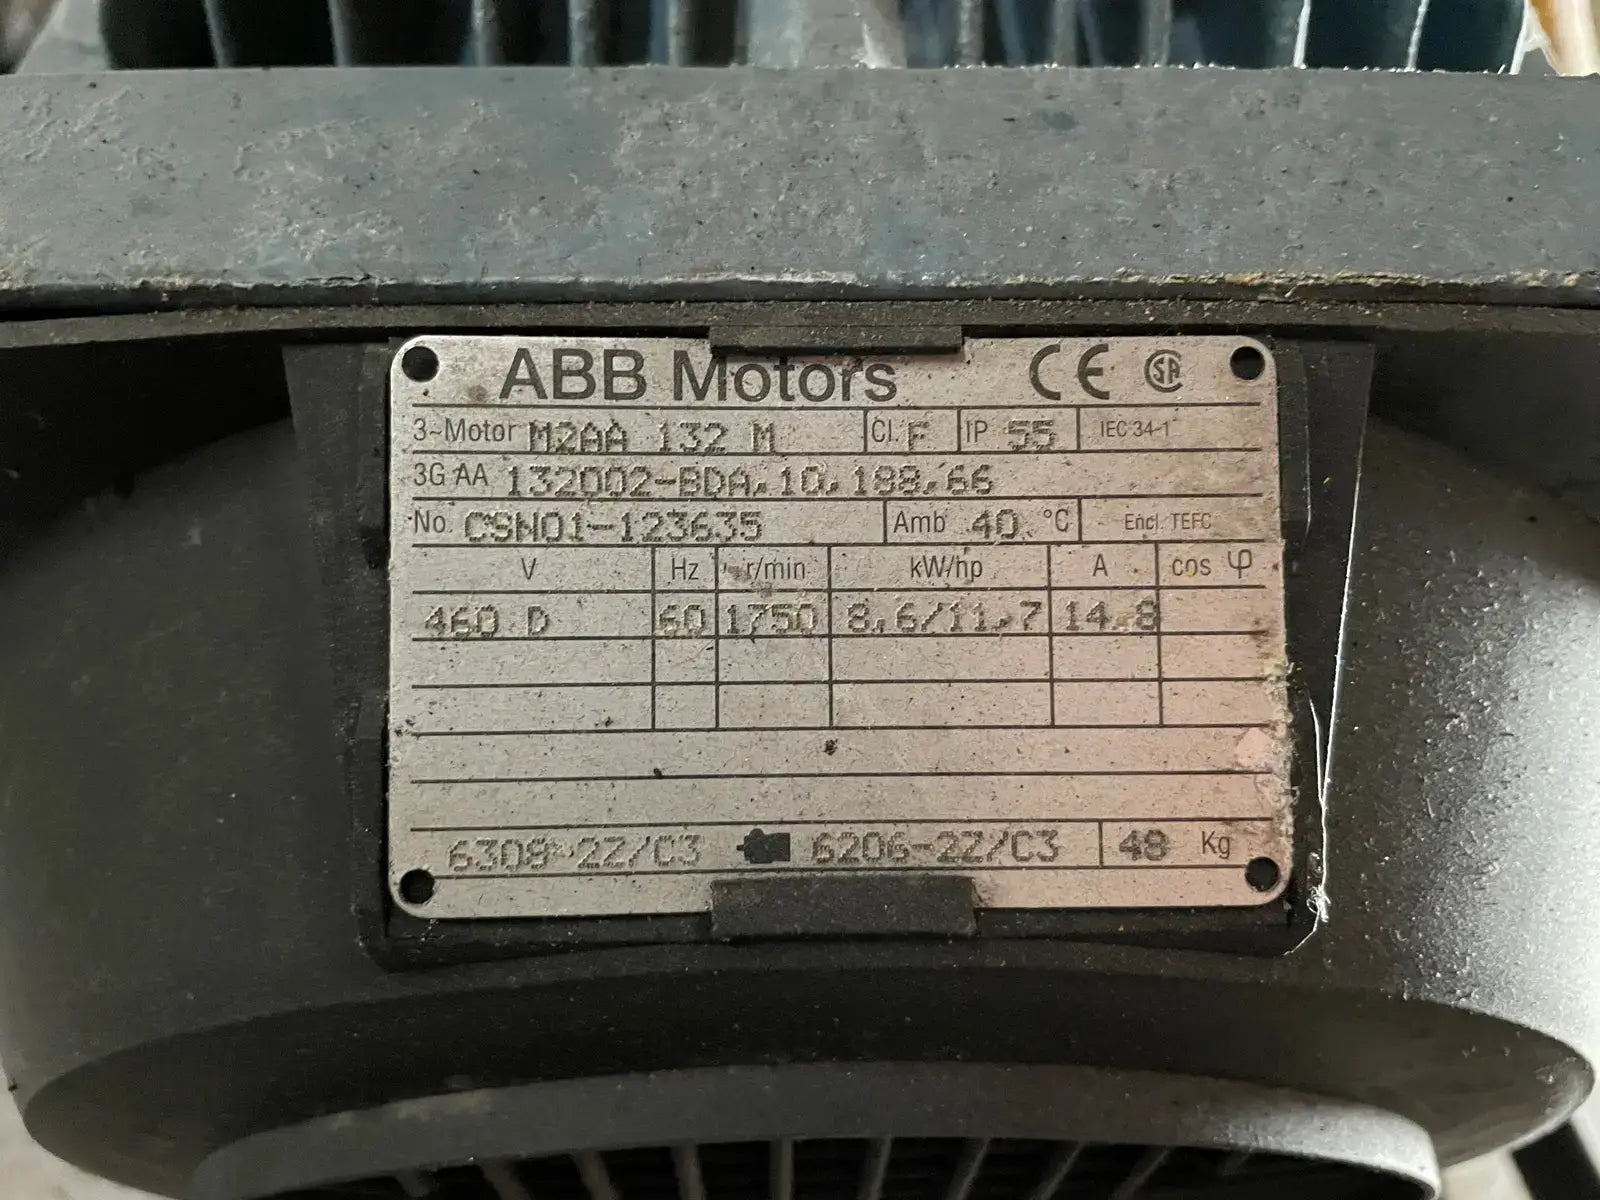 ABB Motors CE SA
3~Motor M2AA 132 M Cl. F IP 55 IEC 34-1
3G AA 132002-BDA,10,188,66
No. CSN01-123635 Amb 40 °C Encl. TEFC
V Hz r/min kW/hp A cos φ
460 D 60 1750 8,6/11,7 14.8
6308-2Z/C3 6206-2Z/C3 48 Kg